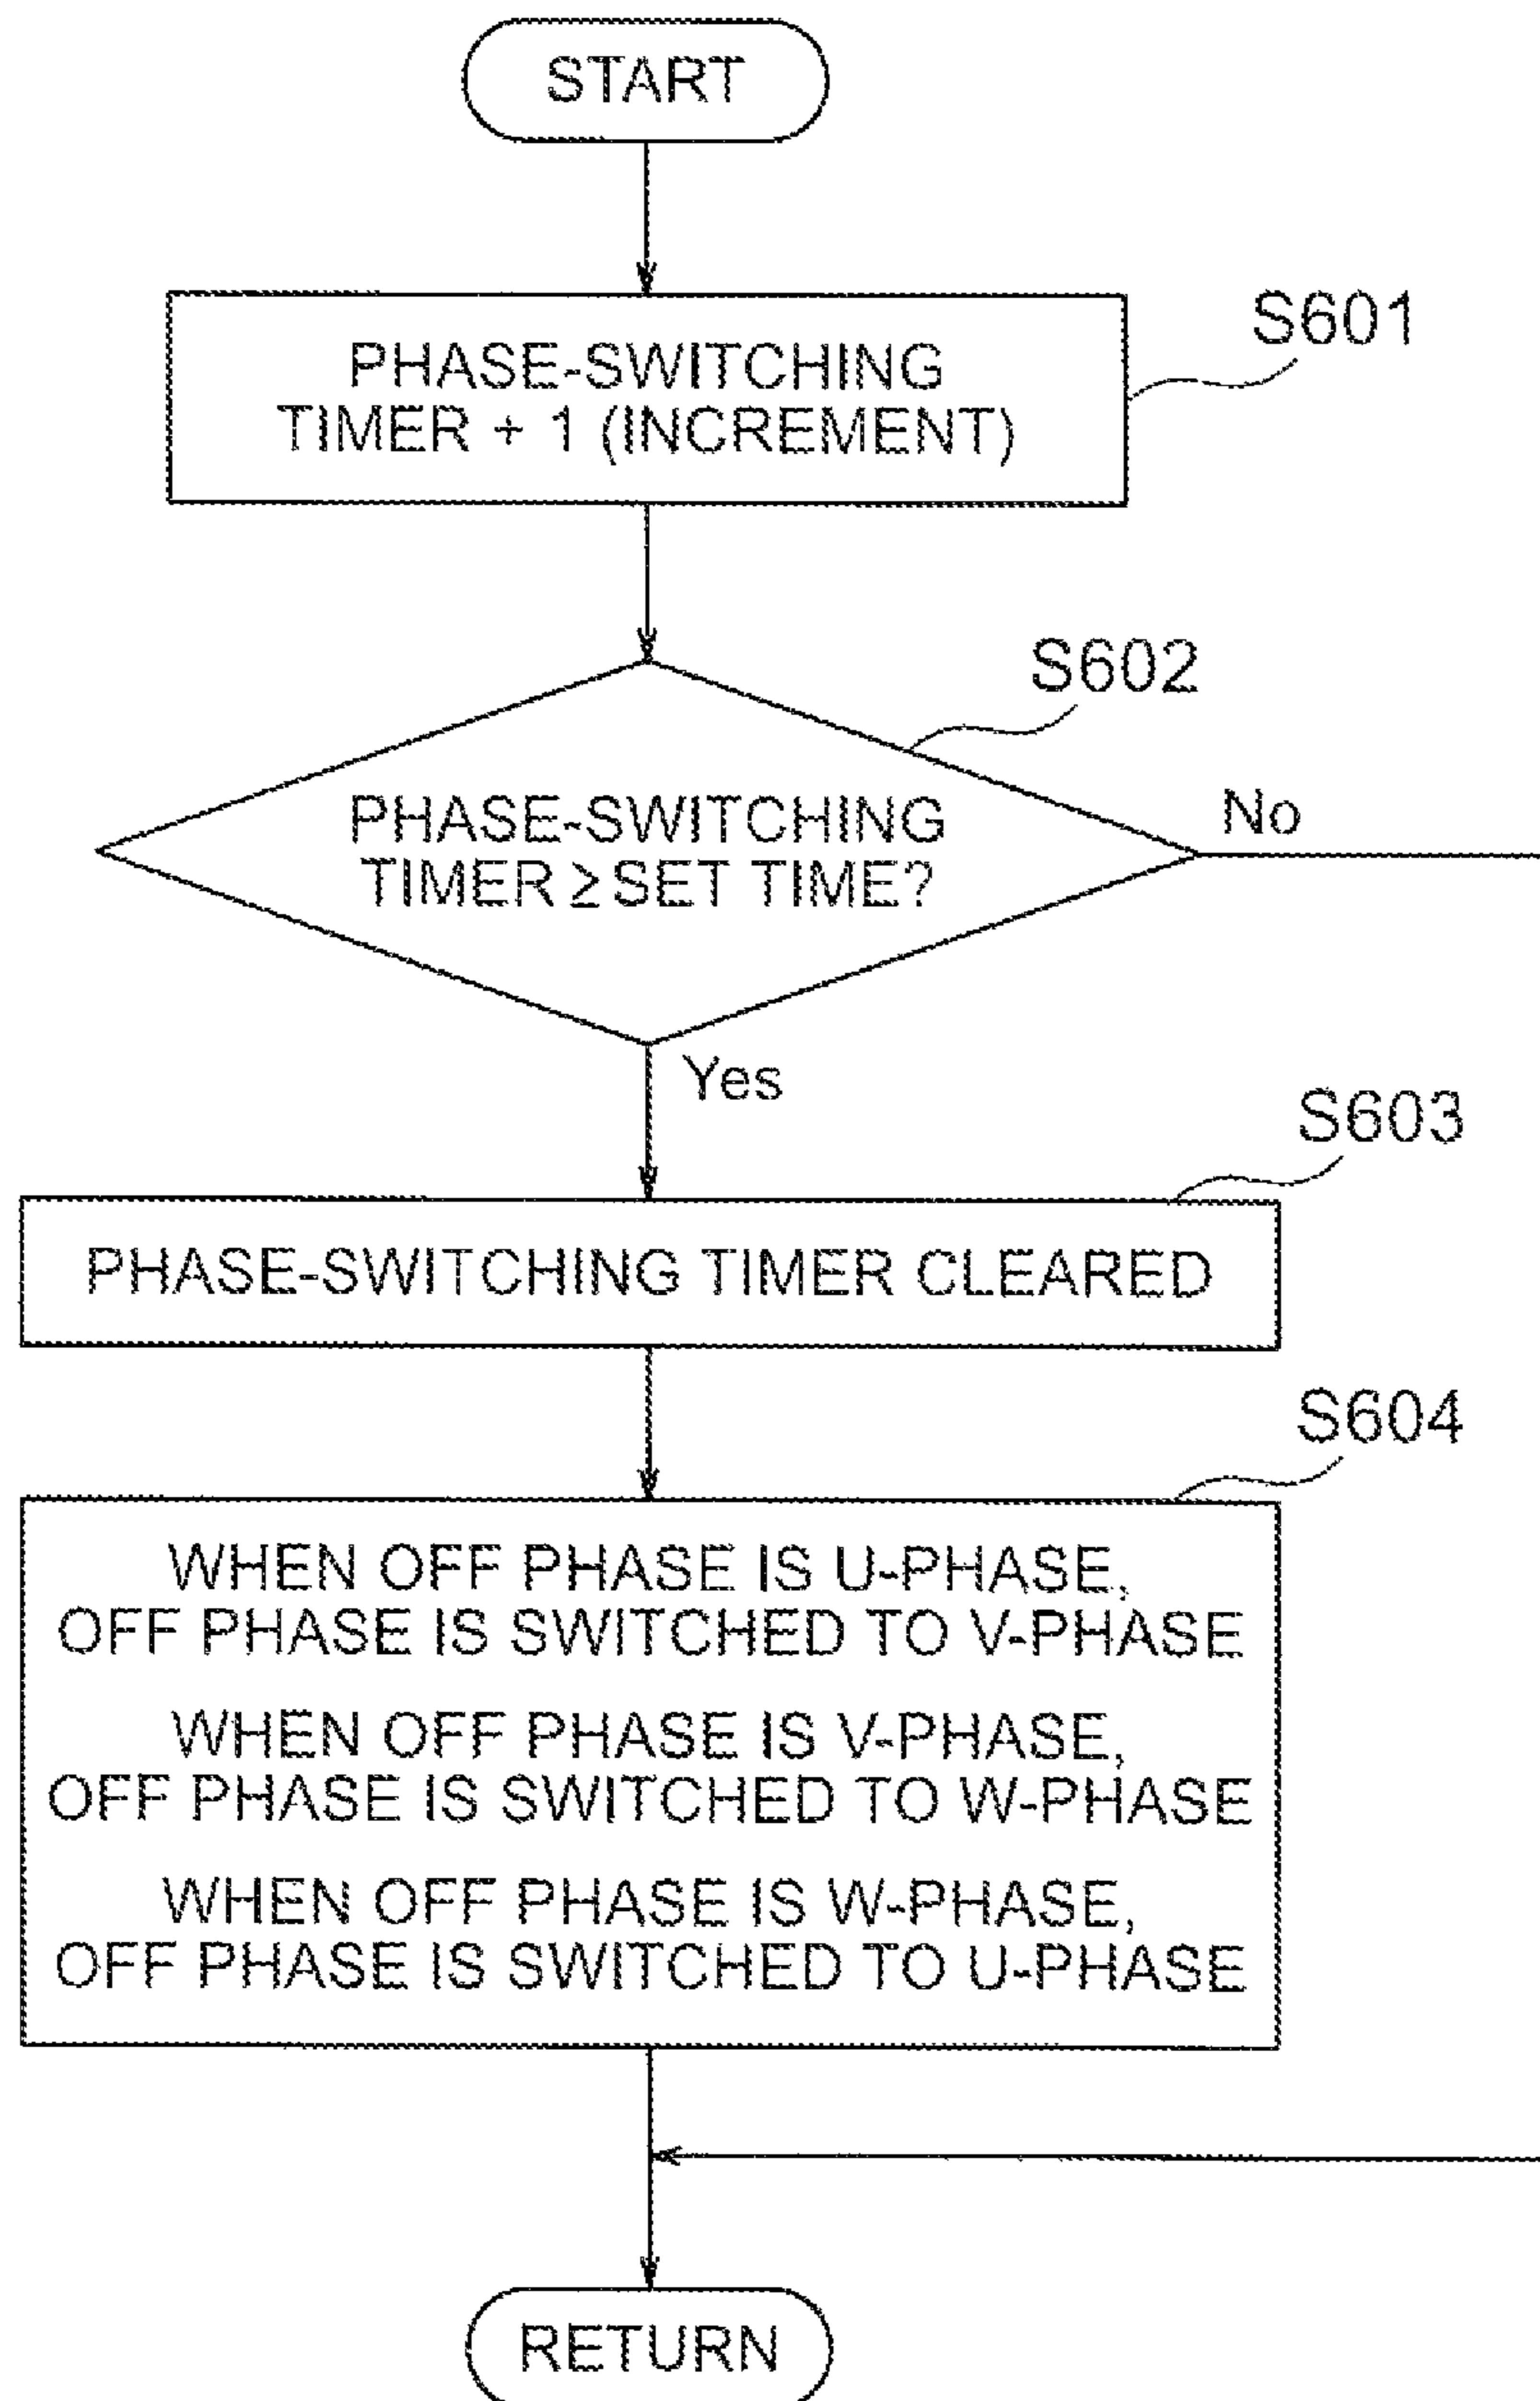 START
S601
PHASE-SWITCHING
TIMER + 1 (INCREMENT)
S602
PHASE-SWITCHING
TIMER ≥ SET TIME?
No
Yes
S603
PHASE-SWITCHING TIMER CLEARED
S604
WHEN OFF PHASE IS U-PHASE,
OFF PHASE IS SWITCHED TO V-PHASE
WHEN OFF PHASE IS V-PHASE,
OFF PHASE IS SWITCHED TO W-PHASE
WHEN OFF PHASE IS W-PHASE,
OFF PHASE IS SWITCHED TO U-PHASE
RETURN